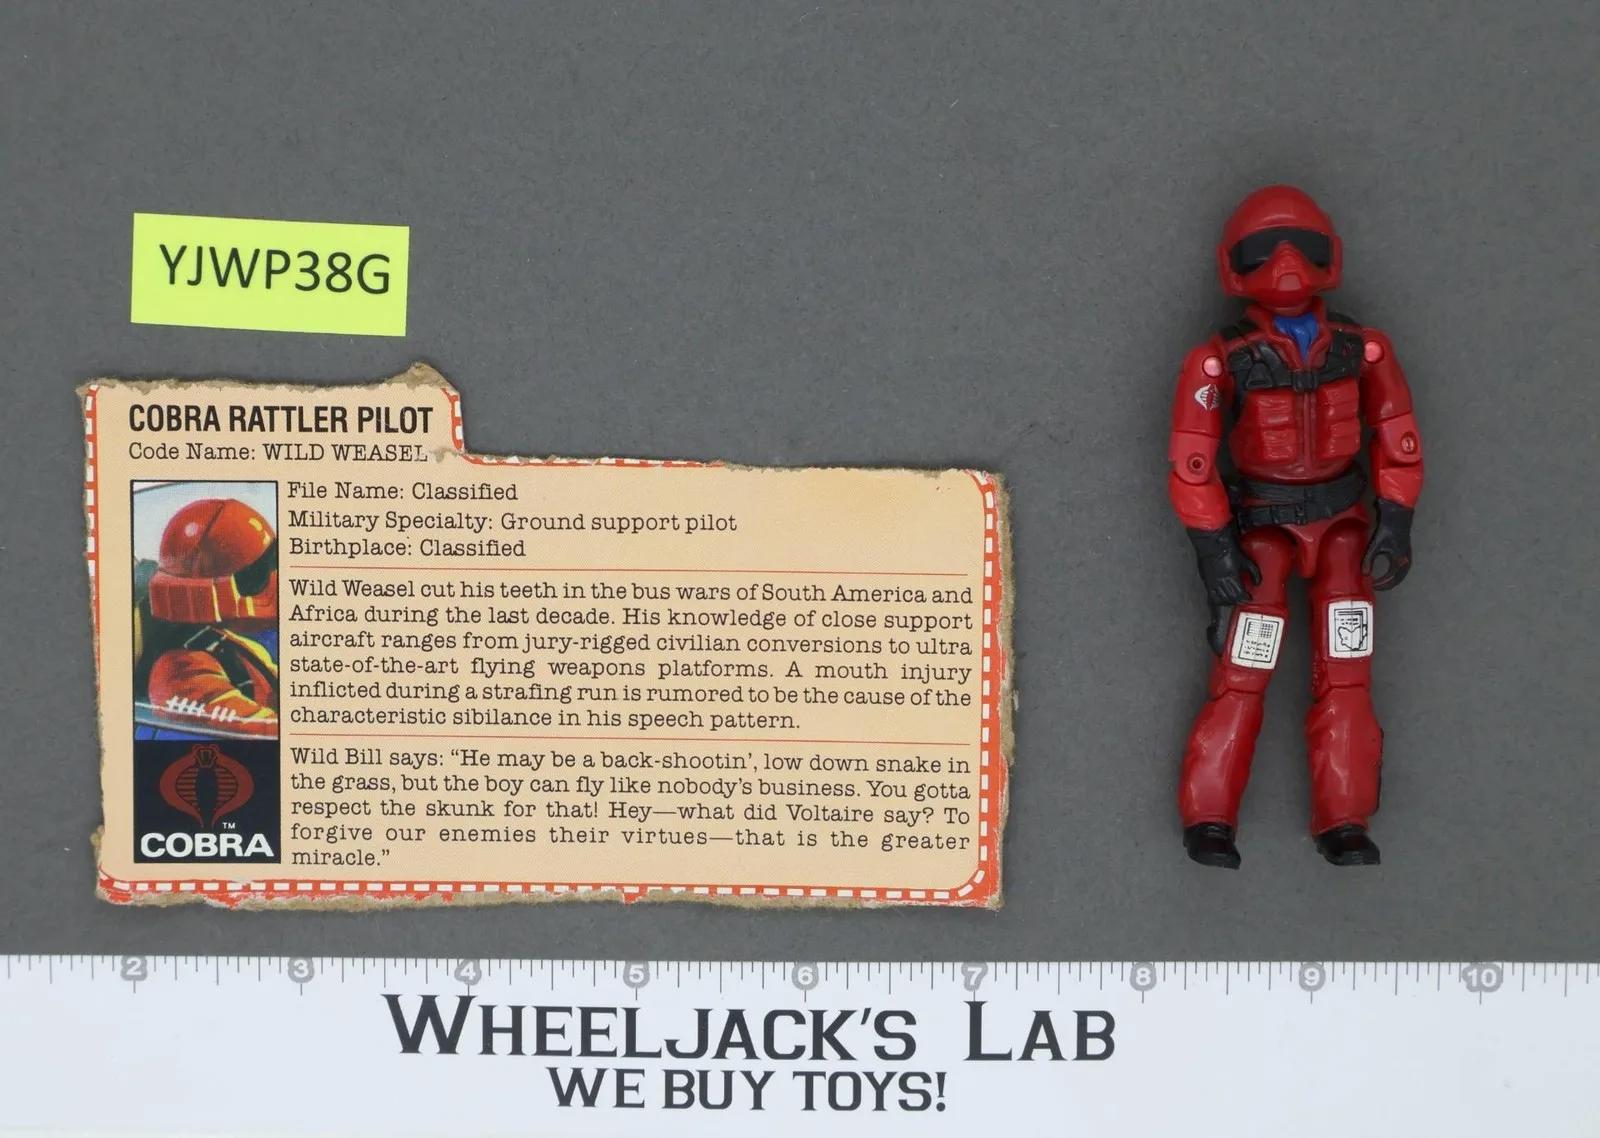 YJWP38G
COBRA RATTLER PILOT
Code Name: WILD WEASEL
File Name: Classified
Military Specialty: Ground support pilot
Birthplace: Classified
Wild Weasel cut his teeth in the bus wars of South America and
Africa during the last decade. His knowledge of close support
aircraft ranges from jury-rigged civilian conversions to ultra
state-of-the-art flying weapons platforms. A mouth injury
inflicted during a strafing run is rumored to be the cause of the
characteristic sibilance in his speech pattern.
Wild Bill says: “He may be a back-shootin’, low down snake in
the grass, but the boy can fly like nobody’s business. You gotta
respect the skunk for that! Hey—what did Voltaire say? To
forgive our enemies their virtues—that is the greater
miracle.”
TM
COBRA
2 3 4 5 6 7 8 9 10
WHEELJACK'S LAB
WE BUY TOYS!